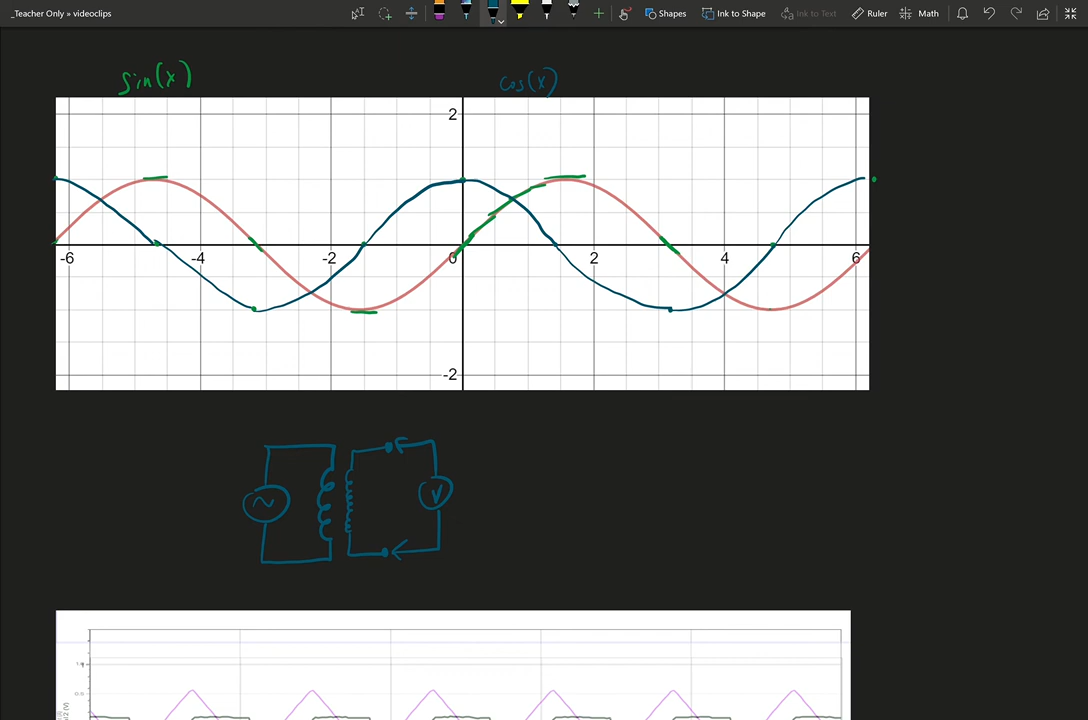 _Teacher Only » videoclips
Shapes
Ink to Shape
Ink to Text
Ruler
Math
sin(x)
cos(x)
2
-6 -4 -2 0 2 4 6
-2
~
V